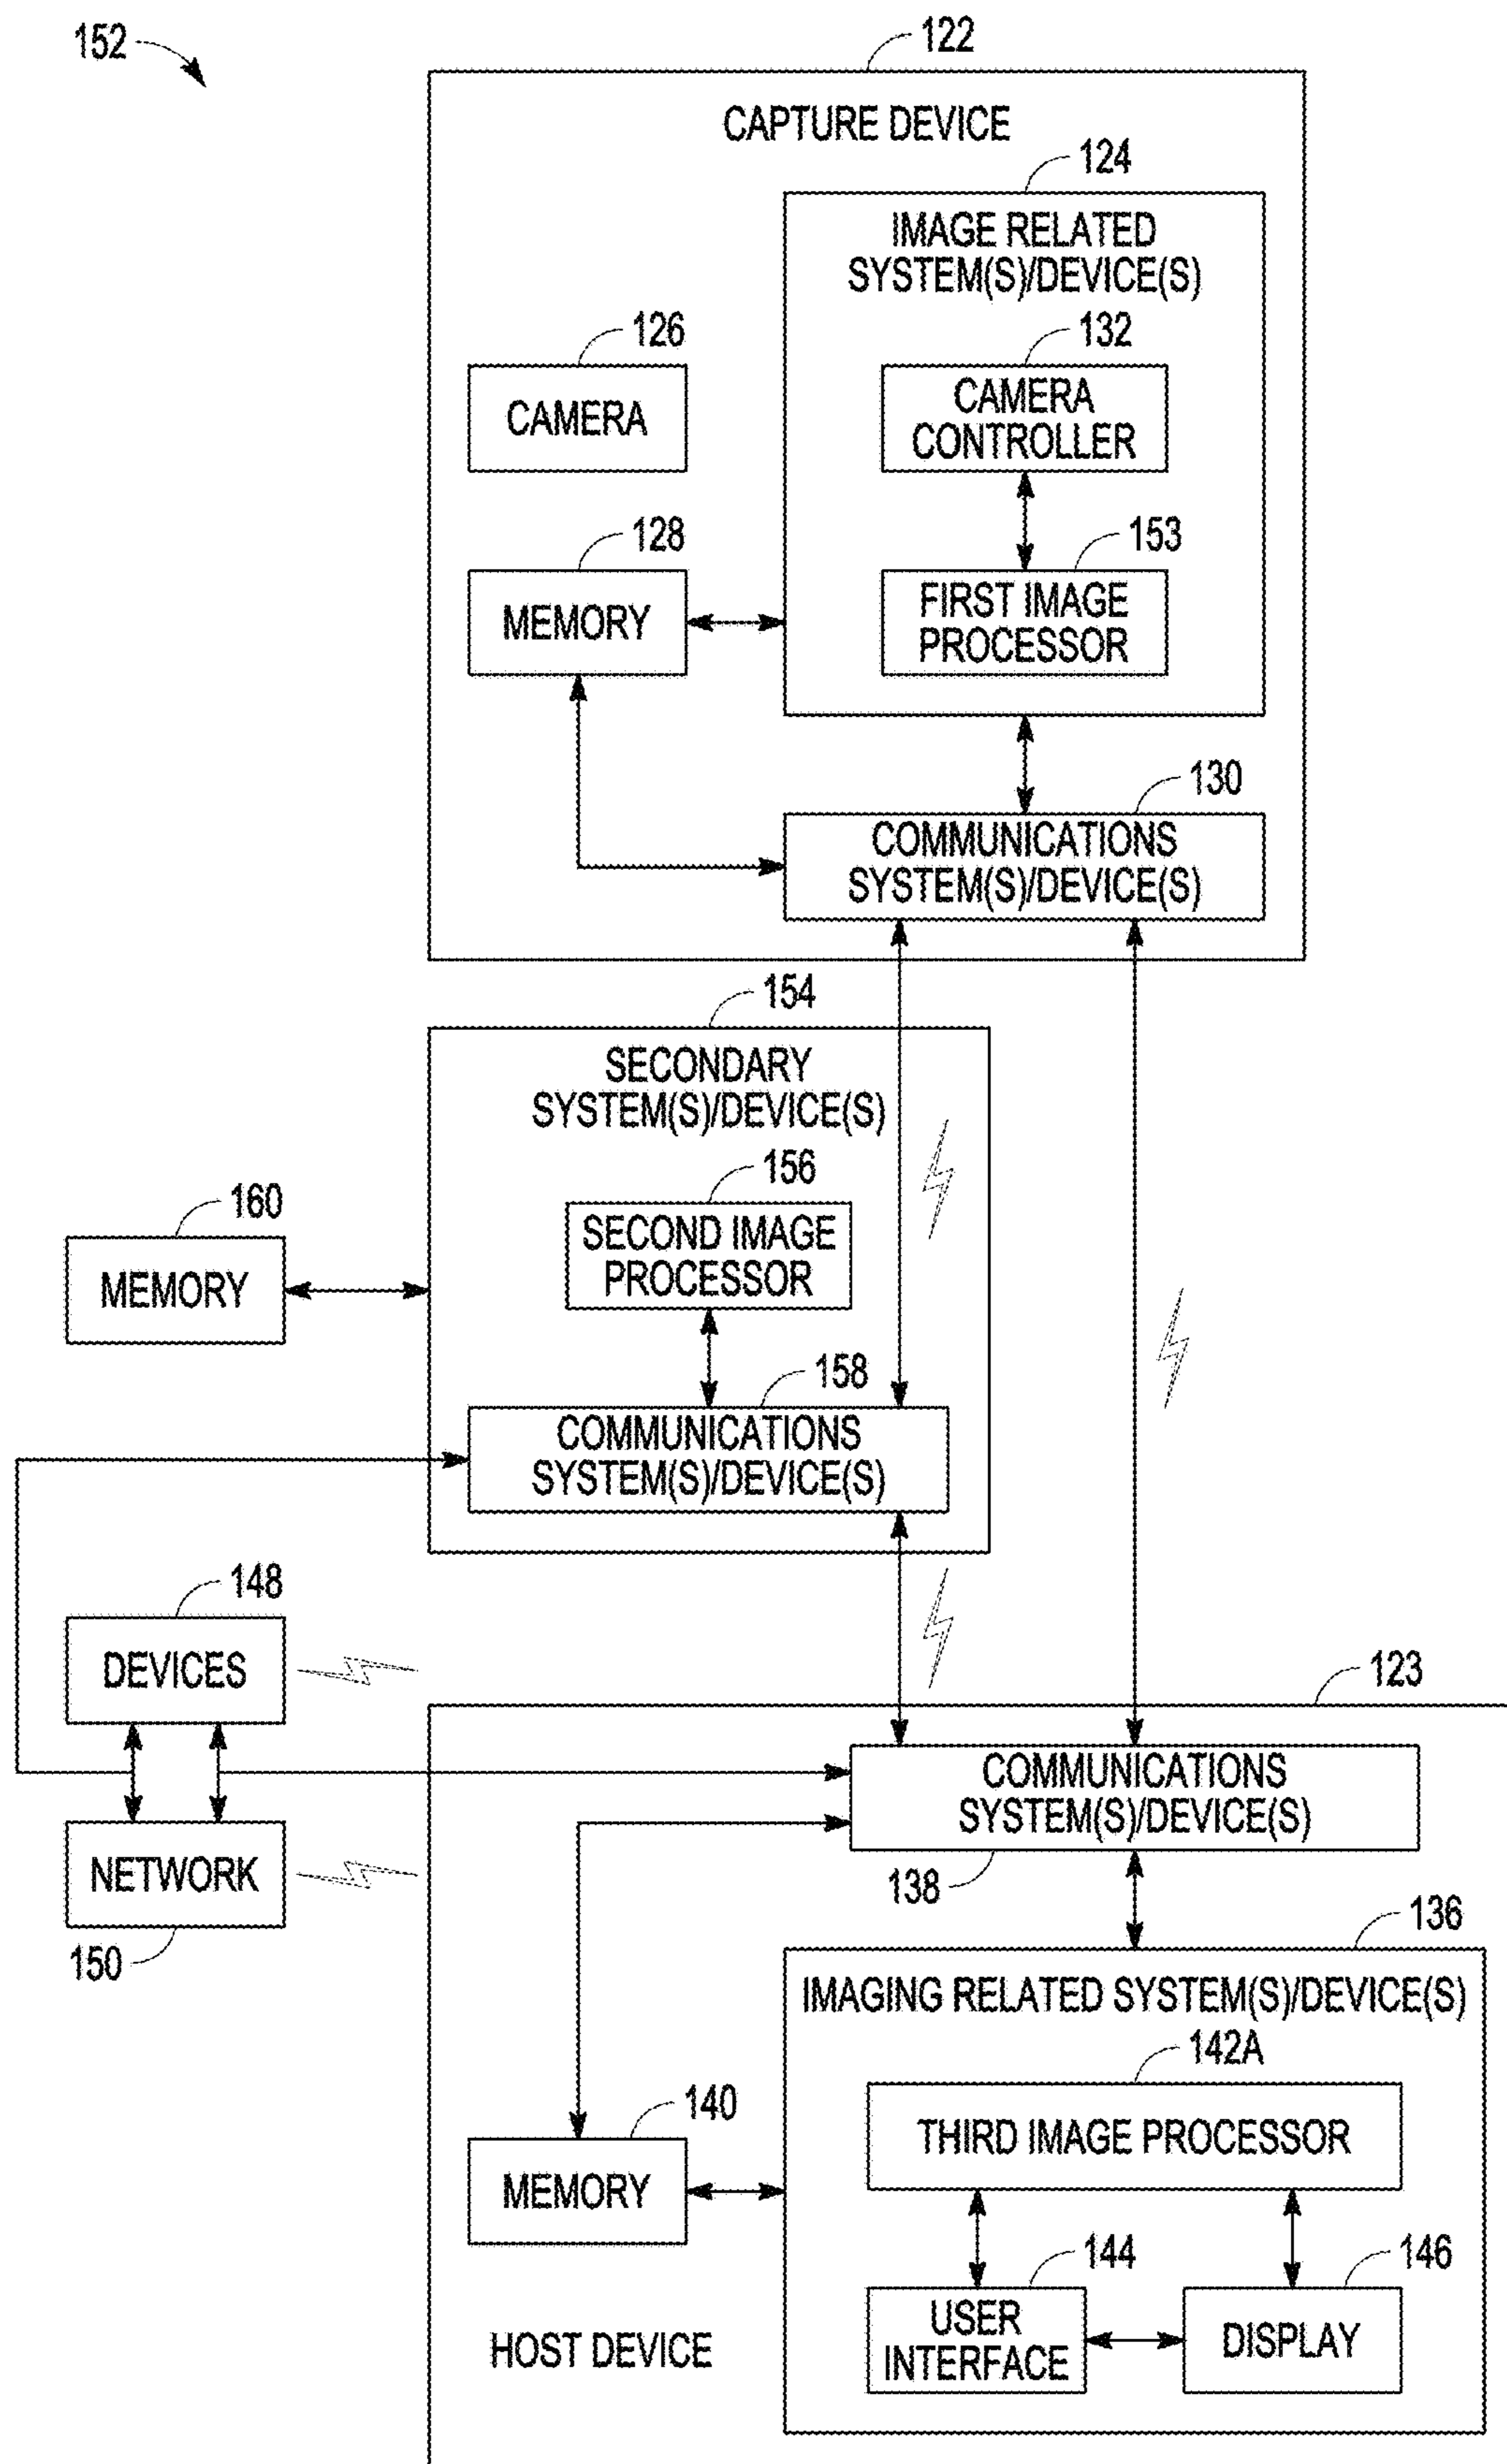 152
122
CAPTURE DEVICE
124
IMAGE RELATED
SYSTEM(S)/DEVICE(S)
126
CAMERA
132
CAMERA
CONTROLLER
128
MEMORY
153
FIRST IMAGE
PROCESSOR
130
COMMUNICATIONS
SYSTEM(S)/DEVICE(S)
154
SECONDARY
SYSTEM(S)/DEVICE(S)
156
SECOND IMAGE
PROCESSOR
160
MEMORY
158
COMMUNICATIONS
SYSTEM(S)/DEVICE(S)
148
DEVICES
123
COMMUNICATIONS
SYSTEM(S)/DEVICE(S)
138
NETWORK
150
136
IMAGING RELATED SYSTEM(S)/DEVICE(S)
142A
THIRD IMAGE PROCESSOR
140
MEMORY
144
USER
INTERFACE
146
DISPLAY
HOST DEVICE